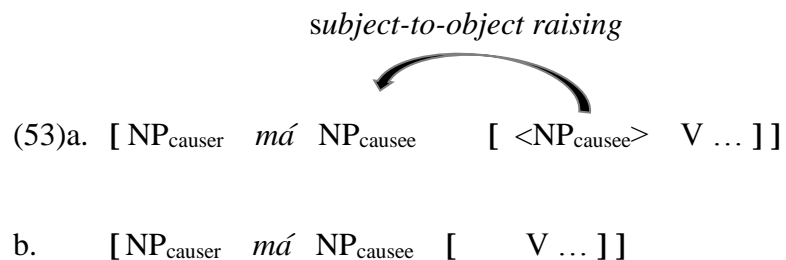 subject-to-object raising
(53)a. [ NPcauser má NPcausee [ <NPcausee> V … ] ]
b. [ NPcauser má NPcausee [ V … ] ]